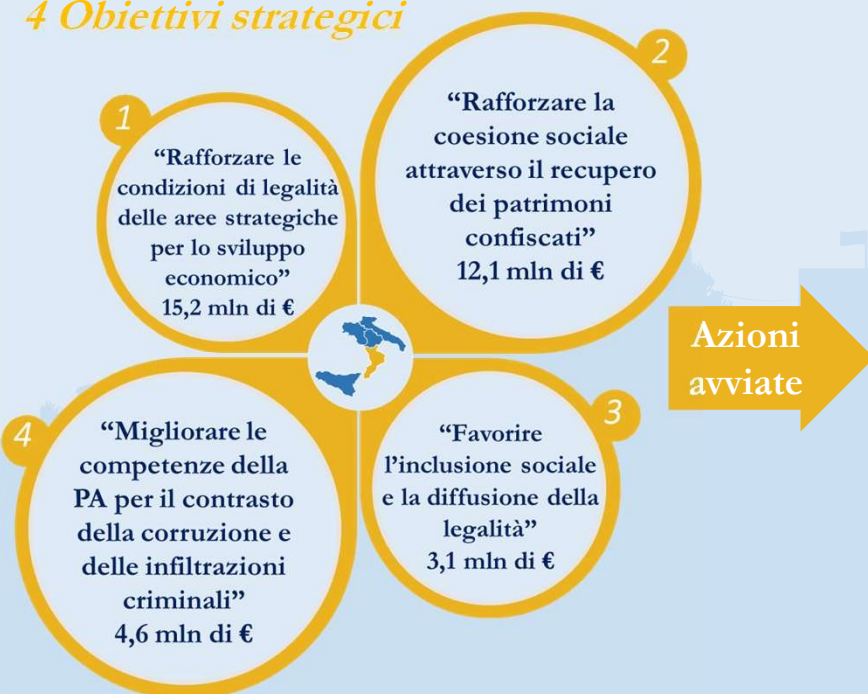 4 Obiettivi strategici
1
“Rafforzare le
condizioni di legalità
delle aree strategiche
per lo sviluppo
economico”
15,2 mln di €
2
“Rafforzare la
coesione sociale
attraverso il recupero
dei patrimoni
confiscati”
12,1 mln di €
3
“Favorire
l’inclusione sociale
e la diffusione della
legalità”
3,1 mln di €
4
“Migliorare le
competenze della
PA per il contrasto
della corruzione e
delle infiltrazioni
criminali”
4,6 mln di €
Azioni
avviate